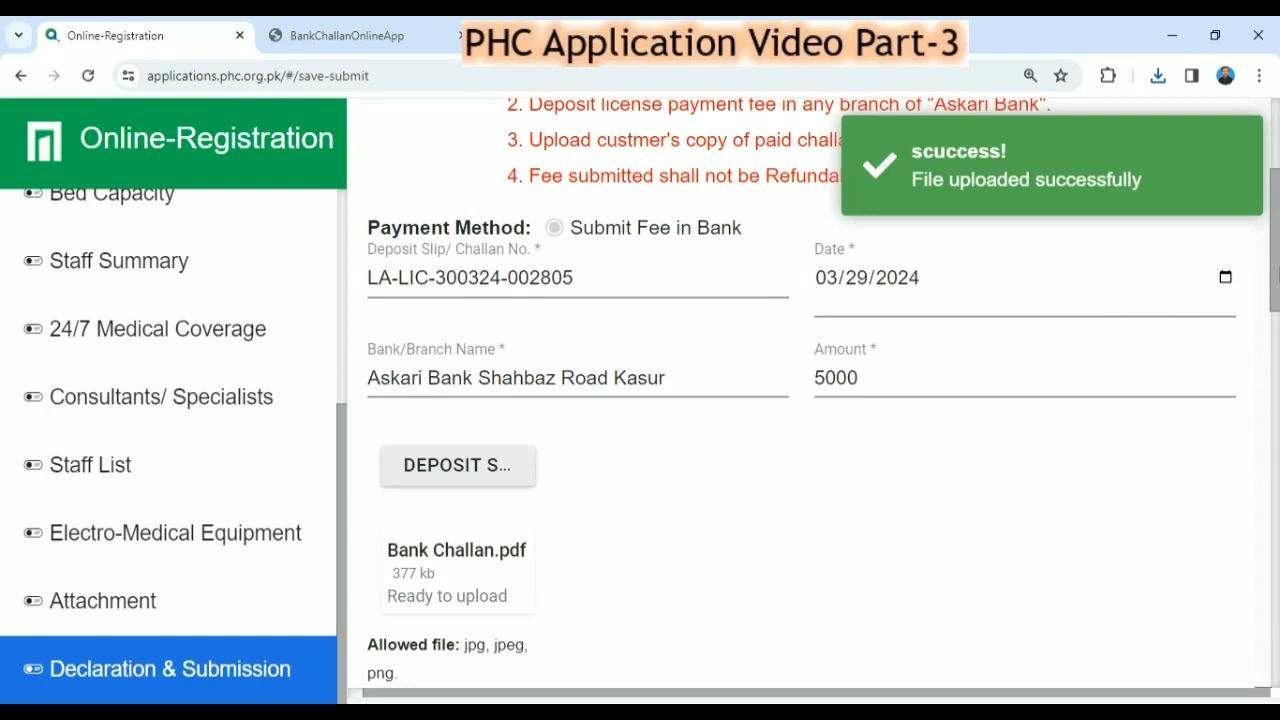 Online-Registration
BankChallanOnlineApp
PHC Application Video Part-3
applications.phc.org.pk/#/save-submit
Online-Registration
Bed Capacity
Staff Summary
24/7 Medical Coverage
Consultants/ Specialists
Staff List
Electro-Medical Equipment
Attachment
Declaration & Submission
2. Deposit license payment fee in any branch of "Askari Bank".
3. Upload custmer's copy of paid challa
4. Fee submitted shall not be Refunda
scuccess!
File uploaded successfully
Payment Method: Submit Fee in Bank
Deposit Slip/ Challan No. *
LA-LIC-300324-002805
Date *
03/29/2024
Bank/Branch Name *
Askari Bank Shahbaz Road Kasur
Amount *
5000
DEPOSIT S...
Bank Challan.pdf
377 kb
Ready to upload
Allowed file: jpg, jpeg,
png.